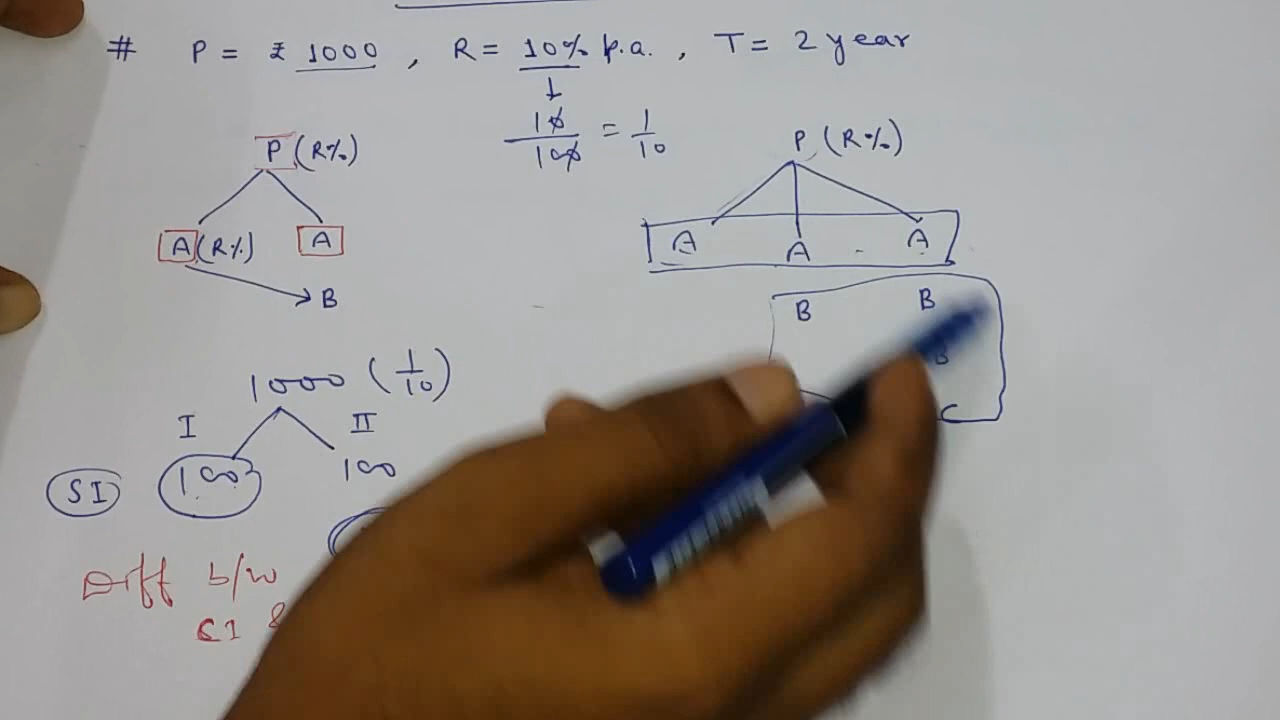 # P = ₹ 1000 , R = 10% p.a. , T = 2 year
10/100 = 1/10
P (R%)
A (R%) A
B
P (R%)
A A A
B B
B
C
1000 (1/10)
I II
SI 100 100
Diff b/w
CI &